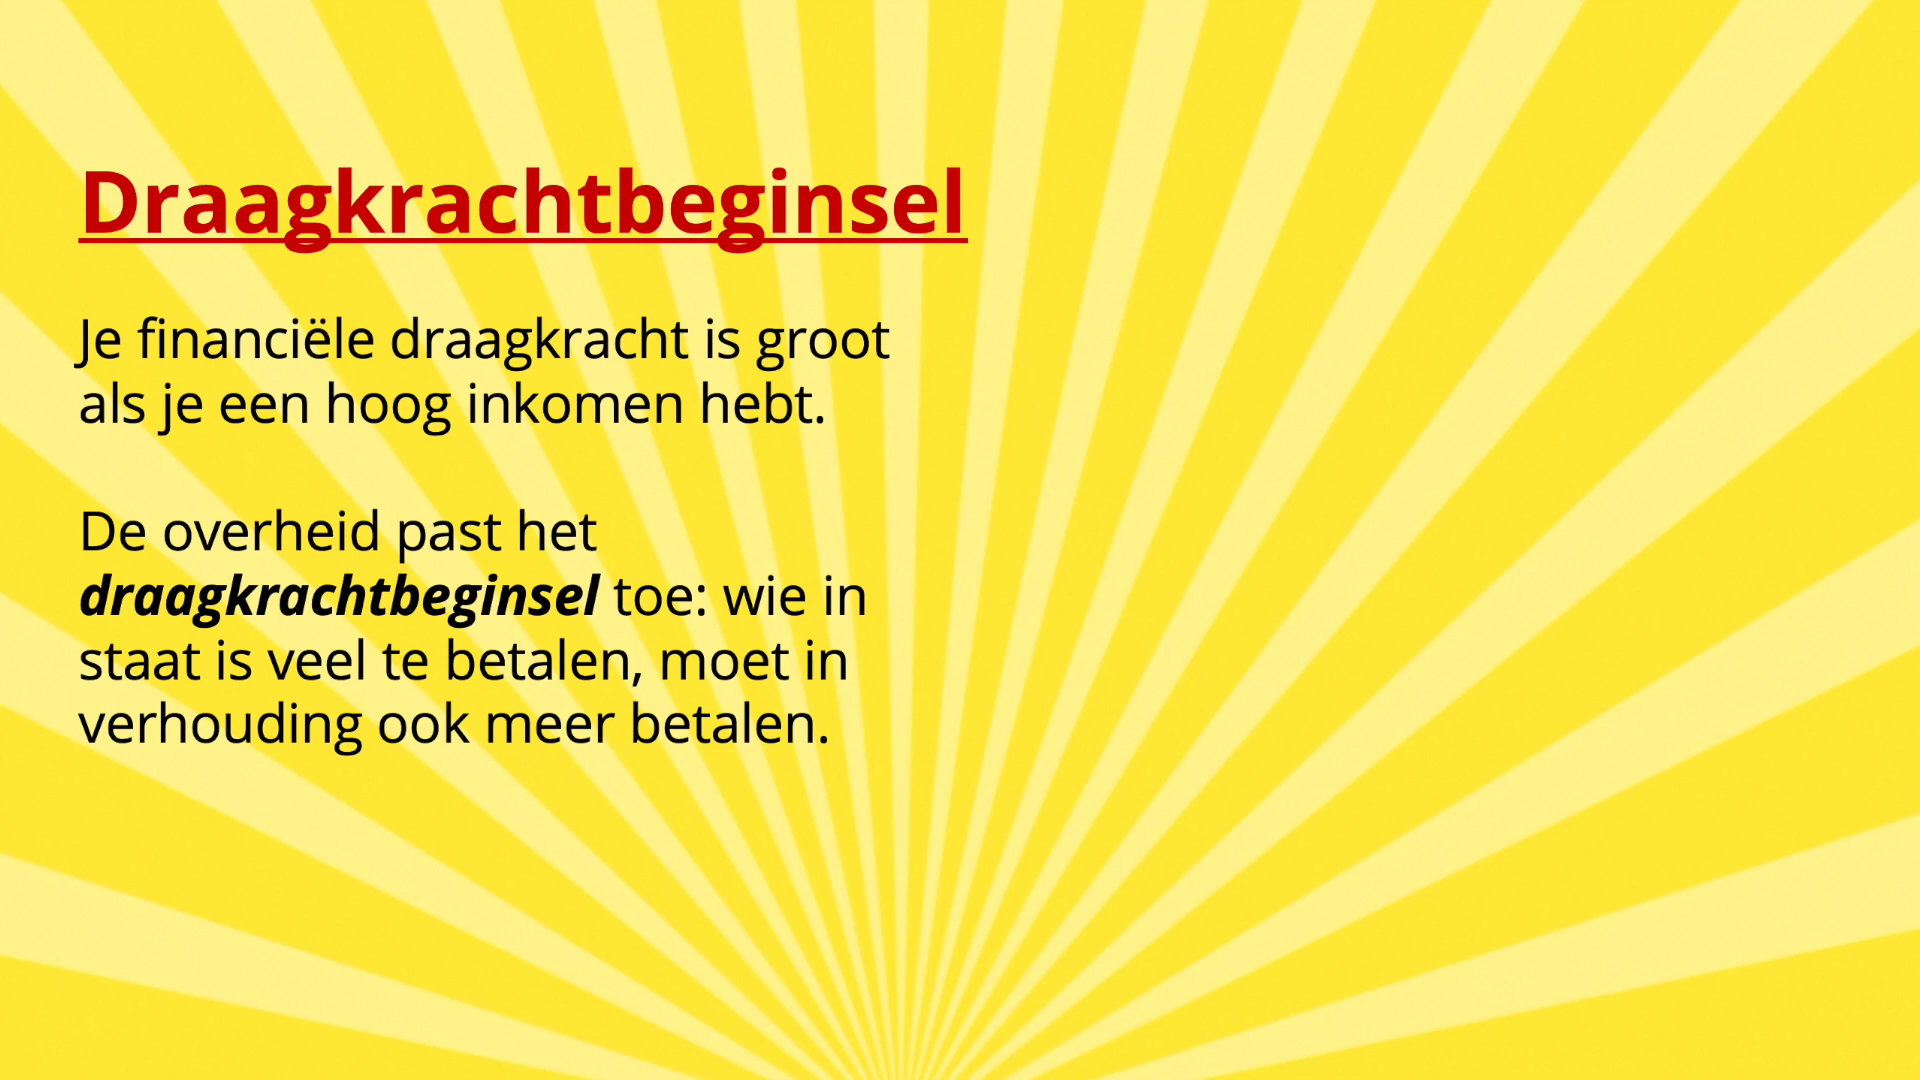 Draagkrachtbeginsel
Je financiële draagkracht is groot
als je een hoog inkomen hebt.
De overheid past het
draagkrachtbeginsel toe: wie in
staat is veel te betalen, moet in
verhouding ook meer betalen.